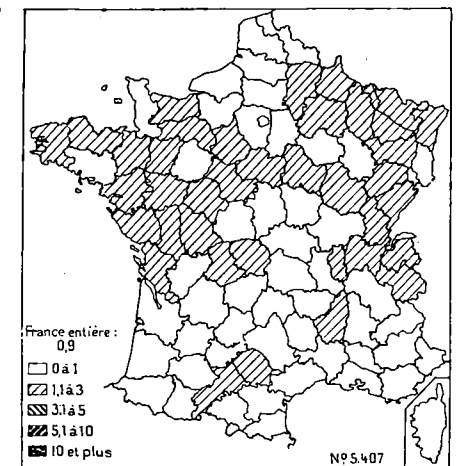 France entière :
0,9
0 à 1
1,1 à 3
3,1 à 5
5,1 à 10
10 et plus
Nº 5.407